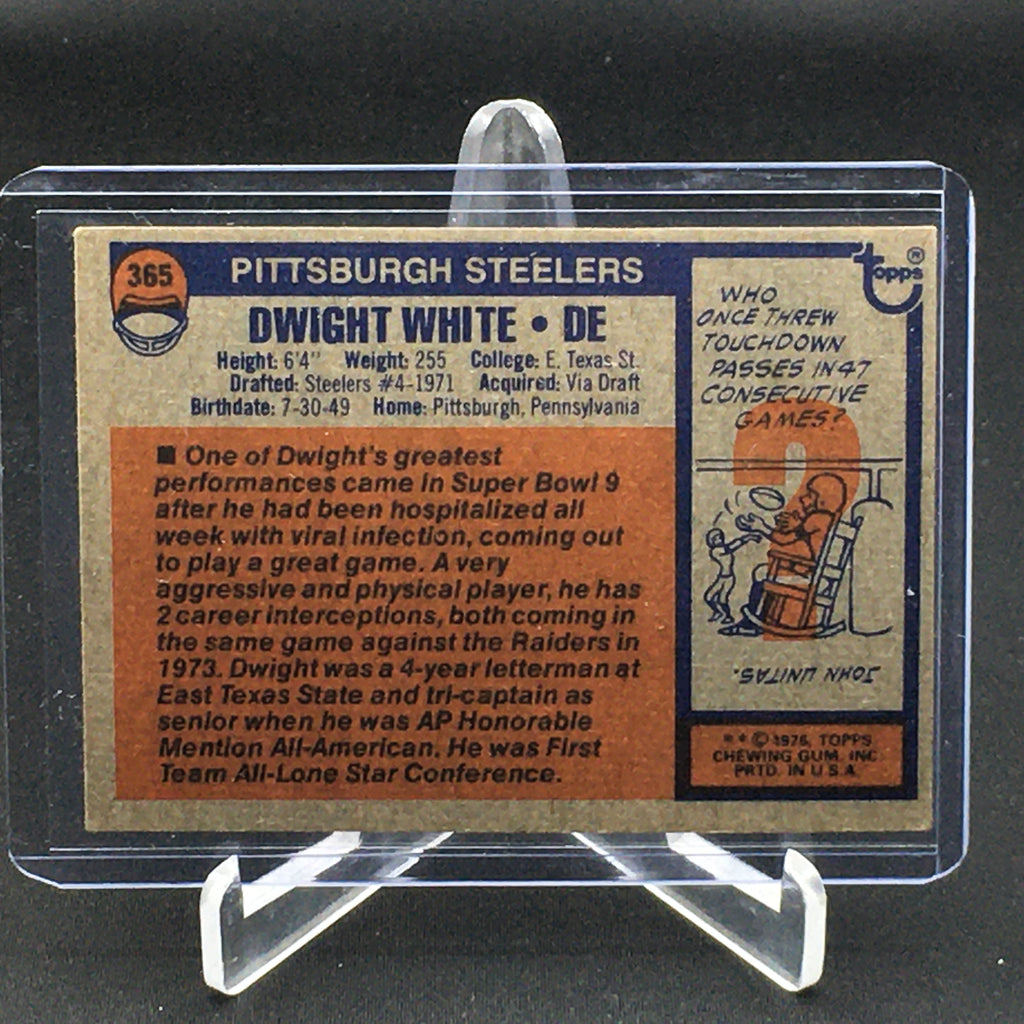 365
PITTSBURGH STEELERS
DWIGHT WHITE • DE
Height: 6'4" Weight: 255 College: E. Texas St.
Drafted: Steelers #4-1971 Acquired: Via Draft
Birthdate: 7-30-49 Home: Pittsburgh, Pennsylvania
■ One of Dwight's greatest
performances came in Super Bowl 9
after he had been hospitalized all
week with viral infection, coming out
to play a great game. A very
aggressive and physical player, he has
2 career interceptions, both coming in
the same game against the Raiders in
1973. Dwight was a 4-year letterman at
East Texas State and tri-captain as
senior when he was AP Honorable
Mention All-American. He was First
Team All-Lone Star Conference.
topps®
WHO
ONCE THREW
TOUCHDOWN
PASSES IN 47
CONSECUTIVE
GAMES?
?
JOHN UNITAS.
* * © 1976, TOPPS
CHEWING GUM, INC.
PRTD. IN U.S.A.